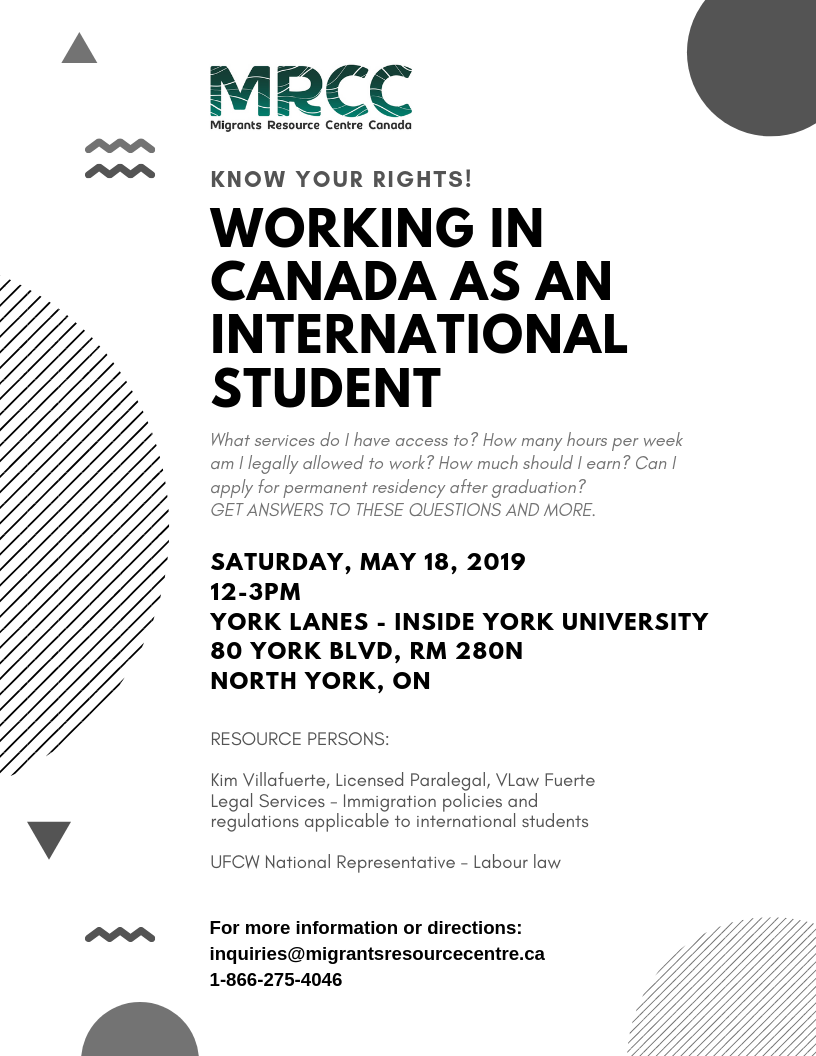 MRCC
Migrants Resource Centre Canada
KNOW YOUR RIGHTS!
WORKING IN
CANADA AS AN
INTERNATIONAL
STUDENT
What services do I have access to? How many hours per week
am I legally allowed to work? How much should I earn? Can I
apply for permanent residency after graduation?
GET ANSWERS TO THESE QUESTIONS AND MORE.
SATURDAY, MAY 18, 2019
12-3PM
YORK LANES - INSIDE YORK UNIVERSITY
80 YORK BLVD, RM 280N
NORTH YORK, ON
RESOURCE PERSONS:
Kim Villafuerte, Licensed Paralegal, VLaw Fuerte
Legal Services - Immigration policies and
regulations applicable to international students
UFCW National Representative - Labour law
For more information or directions:
inquiries@migrantsresourcecentre.ca
1-866-275-4046